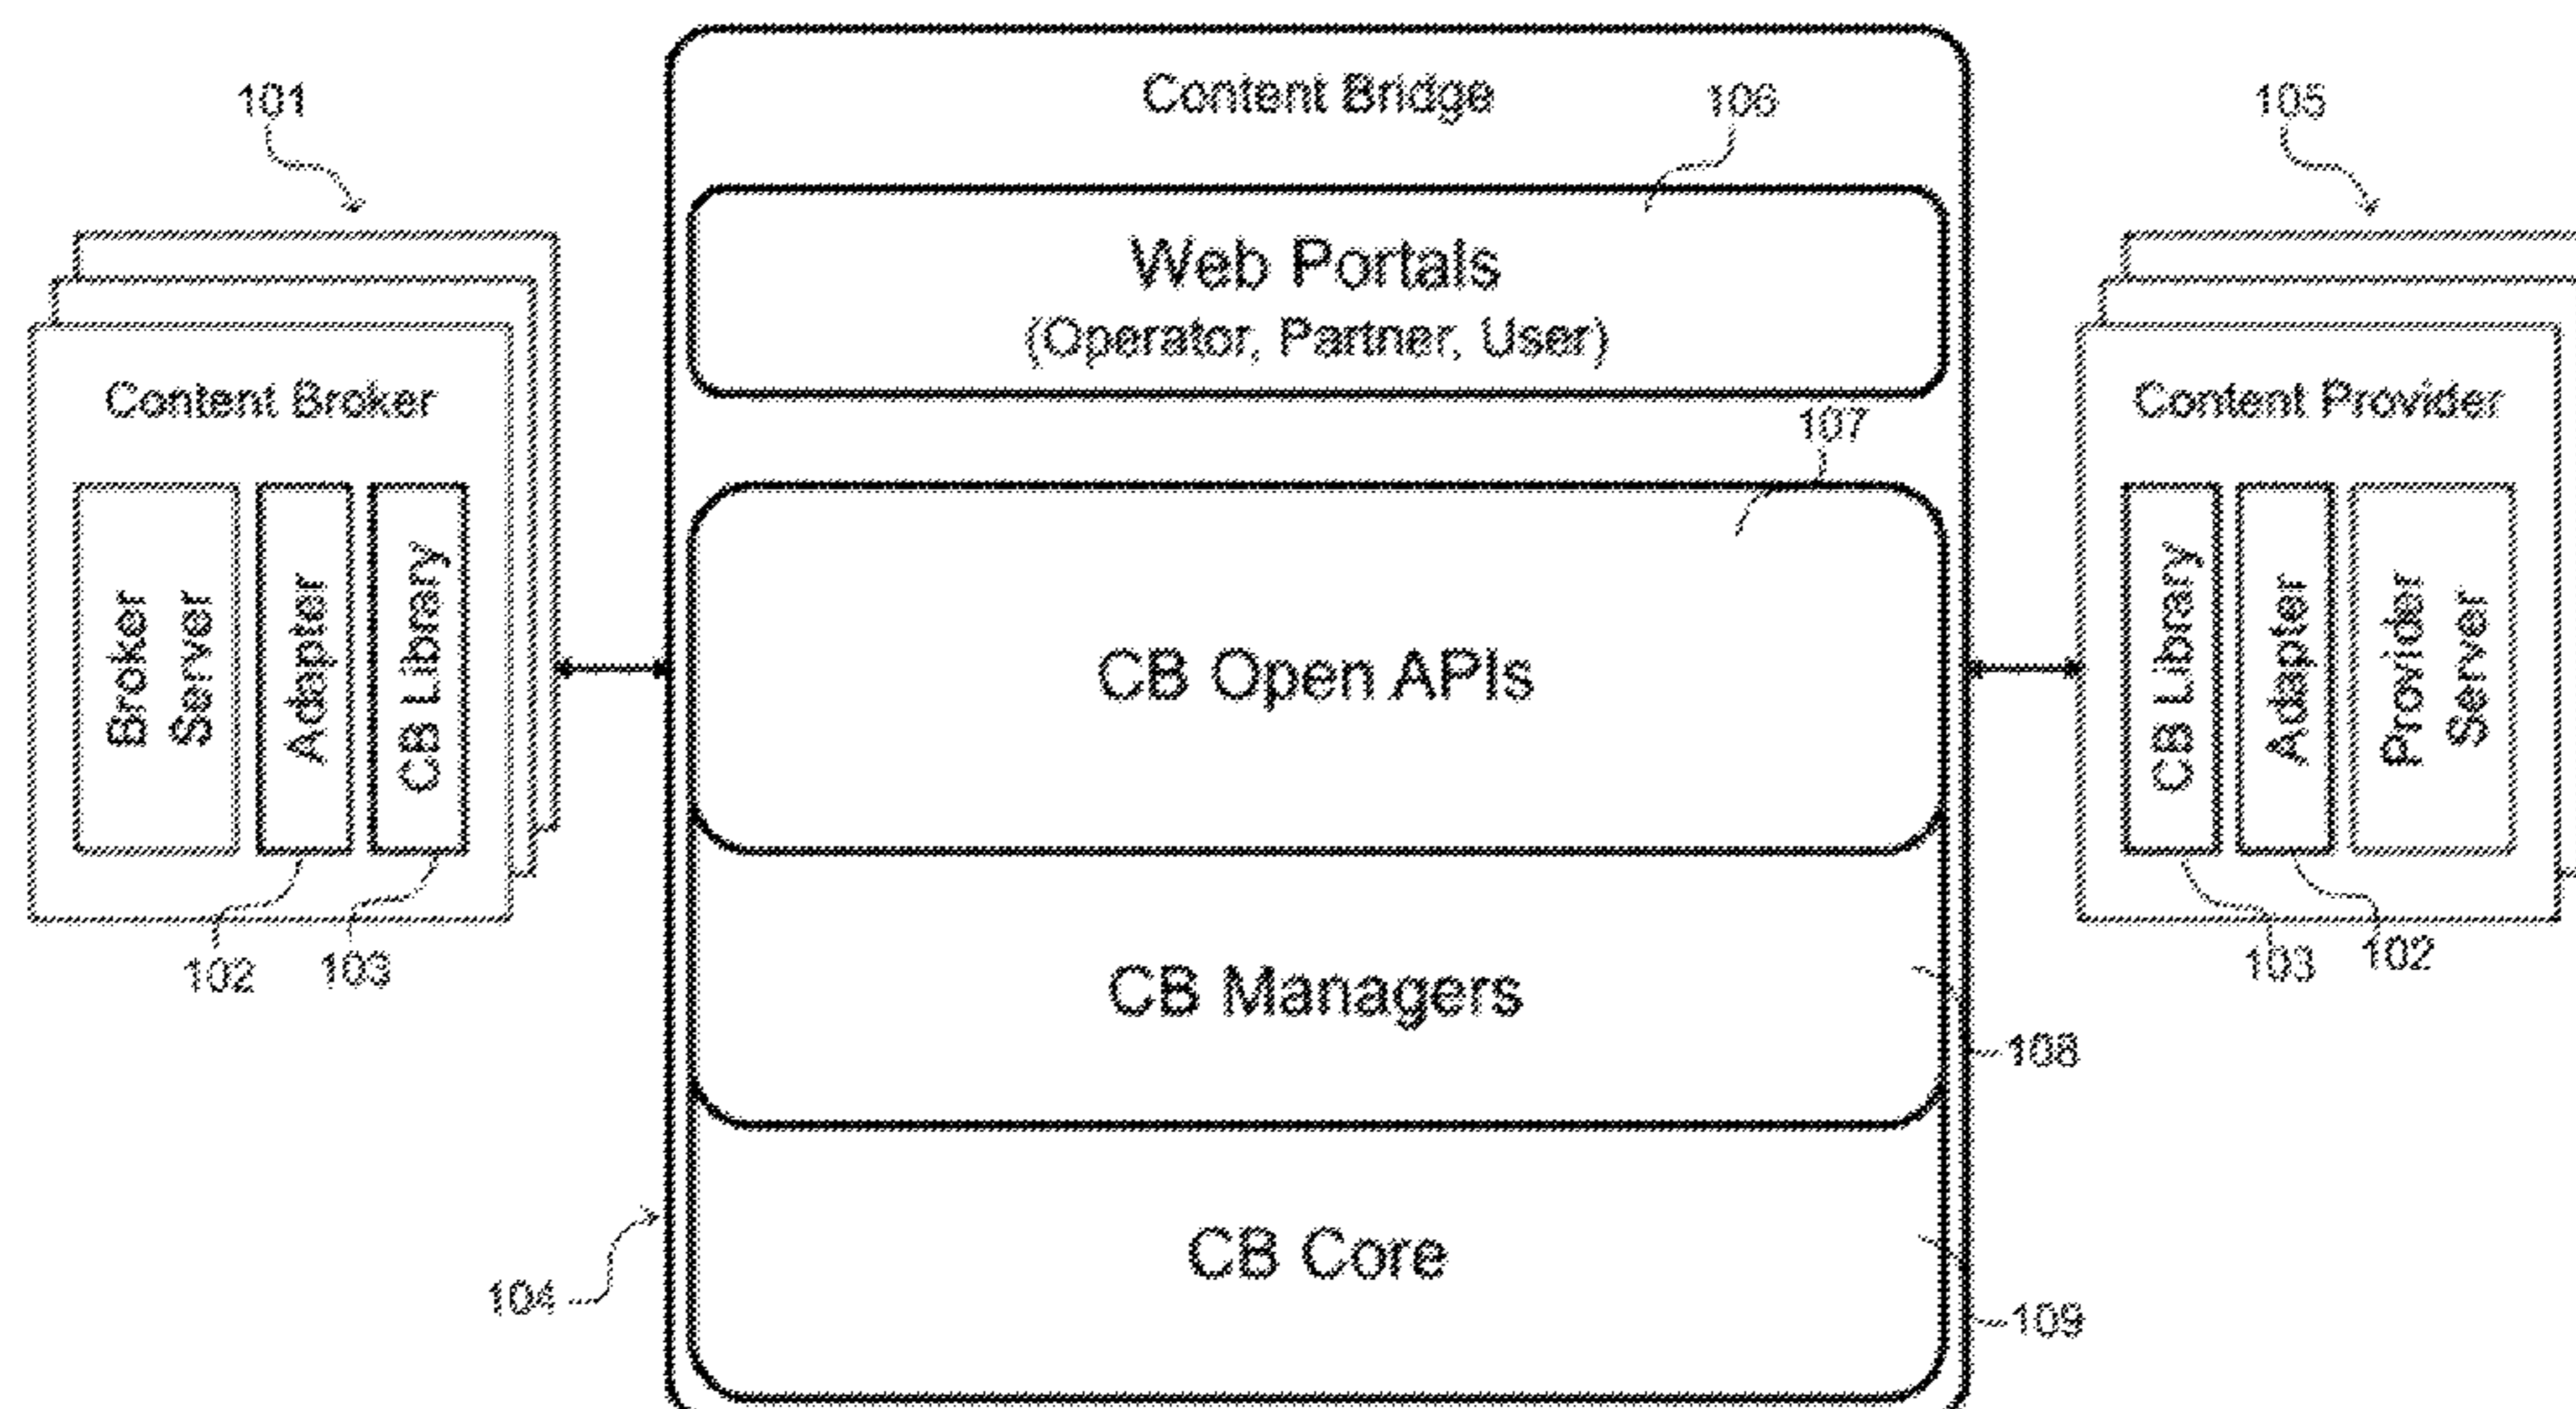 Content Bridge
101
106
105
Web Portals
(Operator, Partner, User)
Content Broker
Content Provider
107
Broker
Server
Adapter
CB Library
CB Open APIs
CB Library
Adapter
Provider
Server
102
103
103
102
CB Managers
108
CB Core
104
109